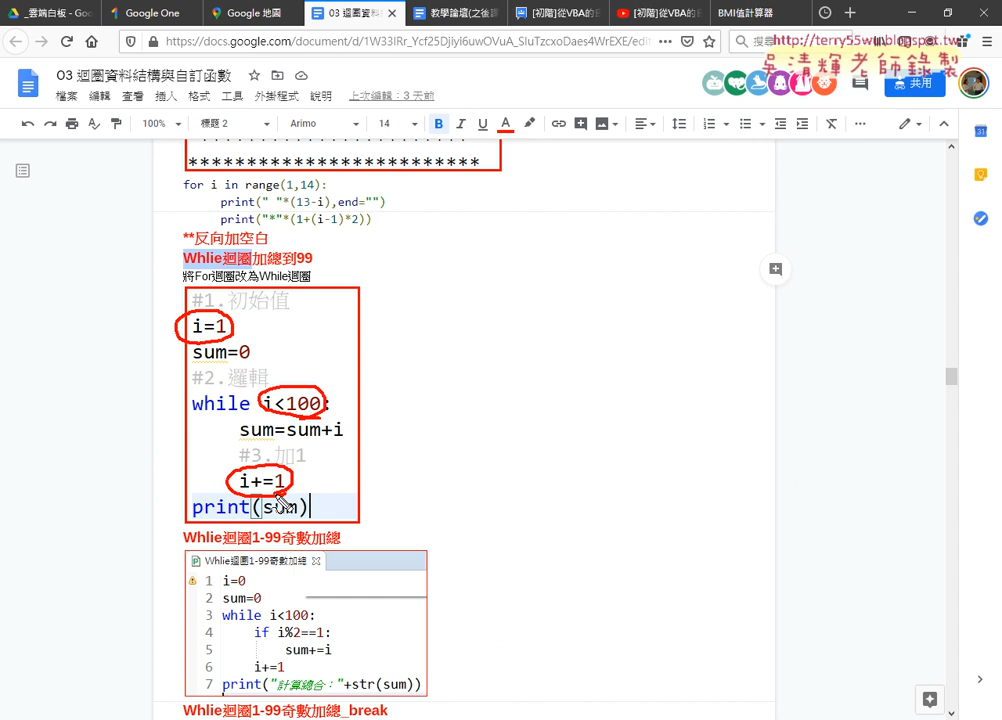 _雲端白板 - Goo
Google One
Google 地圖
03 迴圈資料
教學論壇(之後課
[初階]從VBA的自
[初階]從VBA的自
BMI值計算器
https://docs.google.com/document/d/1W33IRr_Ycf25Djiyi6uwOVuA_SluTzcxoDaes4WrEXE/edit
http://terry55wu.blogspot.tw
吳清輝老師錄製
O3 迴圈資料結構與自訂函數
共用
檔案 編輯 查看 插入 格式 工具 外掛程式 說明 上次編輯：3 天前
100% 標題 2 Arimo 14 B I U A
*************************
for i in range(1,14):
print(" "*(13-i),end="")
print("*"*(1+(i-1)*2))
**反向加空白
Whlie迴圈加總到99
將For迴圈改為While迴圈
#1.初始值
i=1
sum=0
#2.邏輯
while i<100:
sum=sum+i
#3.加1
i+=1
print(sum)
Whlie迴圈1-99奇數加總
Whlie迴圈1-99奇數加總
1 i=0
2 sum=0
3 while i<100:
4 if i%2==1:
5 sum+=i
6 i+=1
7 print("計算總合："+str(sum))
Whlie迴圈1-99奇數加總_break